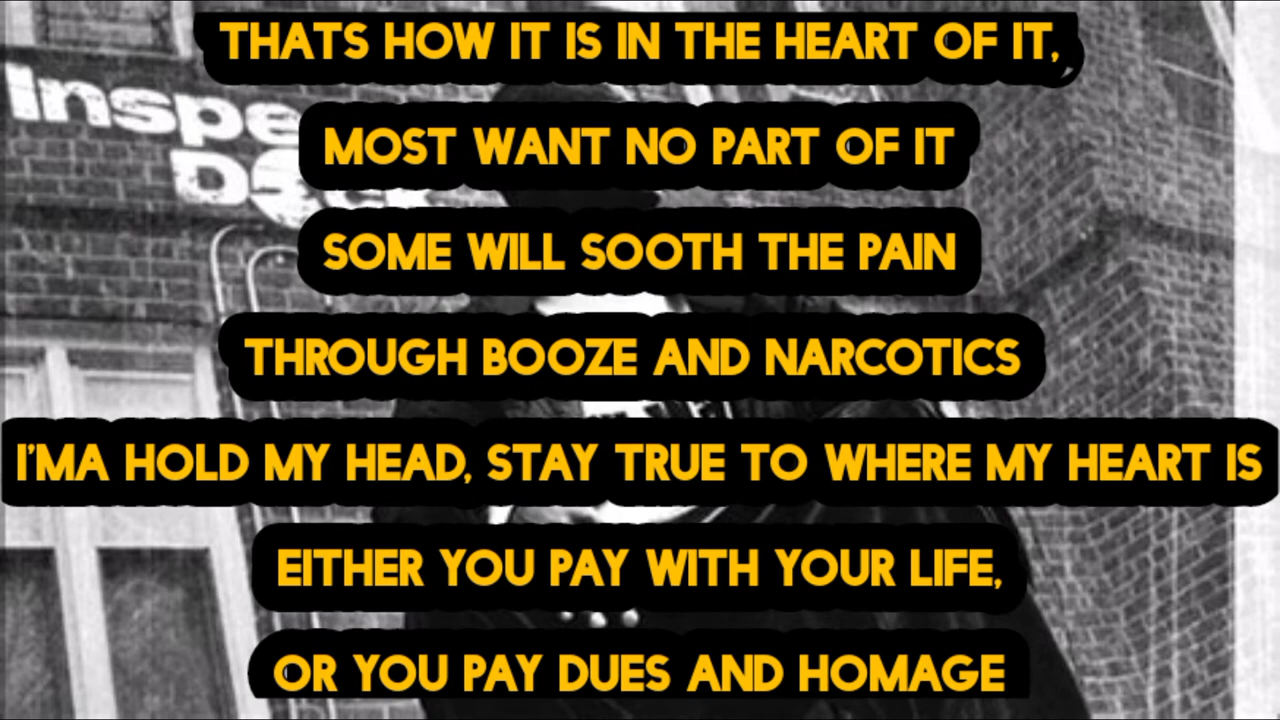 THATS HOW IT IS IN THE HEART OF IT,
MOST WANT NO PART OF IT
SOME WILL SOOTH THE PAIN
THROUGH BOOZE AND NARCOTICS
I'MA HOLD MY HEAD, STAY TRUE TO WHERE MY HEART IS
EITHER YOU PAY WITH YOUR LIFE,
OR YOU PAY DUES AND HOMAGE